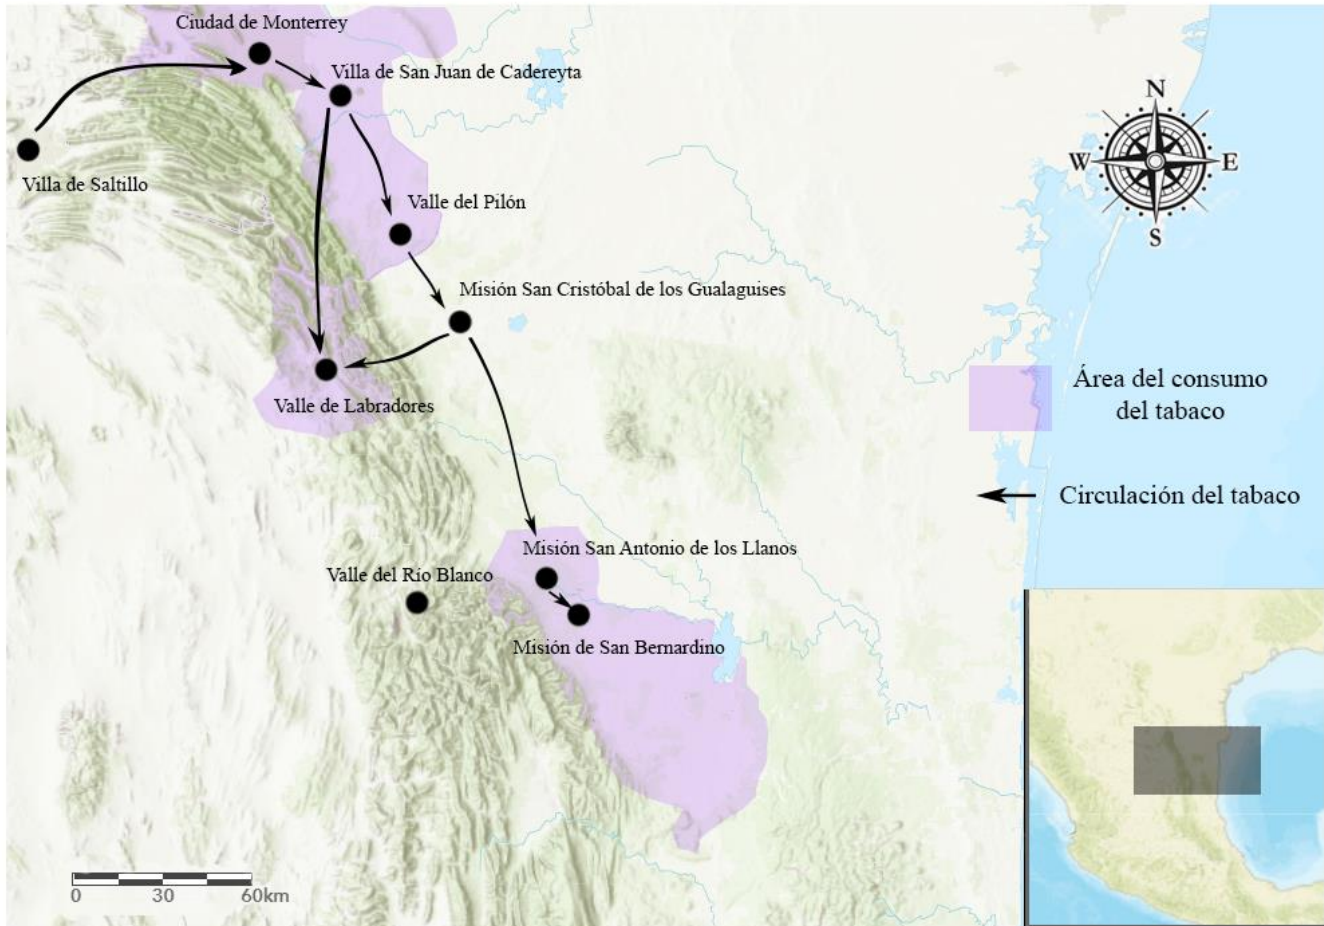 Ciudad de Monterrey
Villa de San Juan de Cadereyta
Villa de Saltillo
Valle del Pilón
Misión San Cristóbal de los Gualaguises
Valle de Labradores
Misión San Antonio de los Llanos
Valle del Río Blanco
Misión de San Bernardino
N
W
E
S
Área del consumo
del tabaco
Circulación del tabaco
0 30 60km